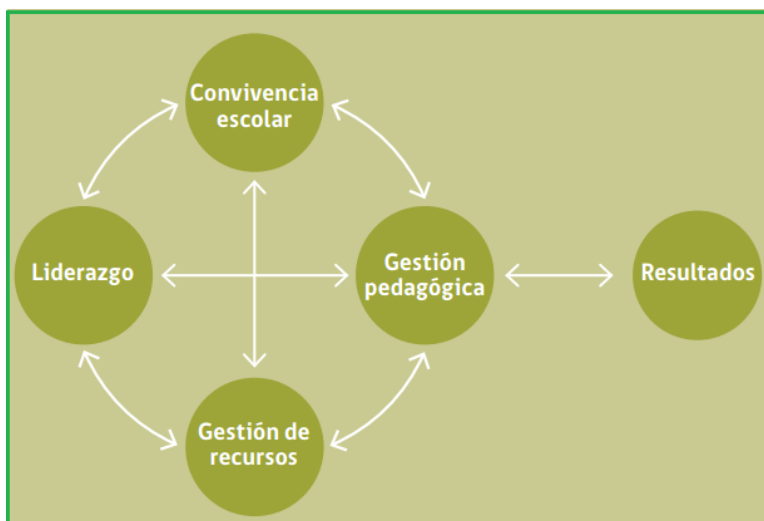 Convivencia
escolar
Liderazgo
Gestión
pedagógica
Resultados
Gestión de
recursos